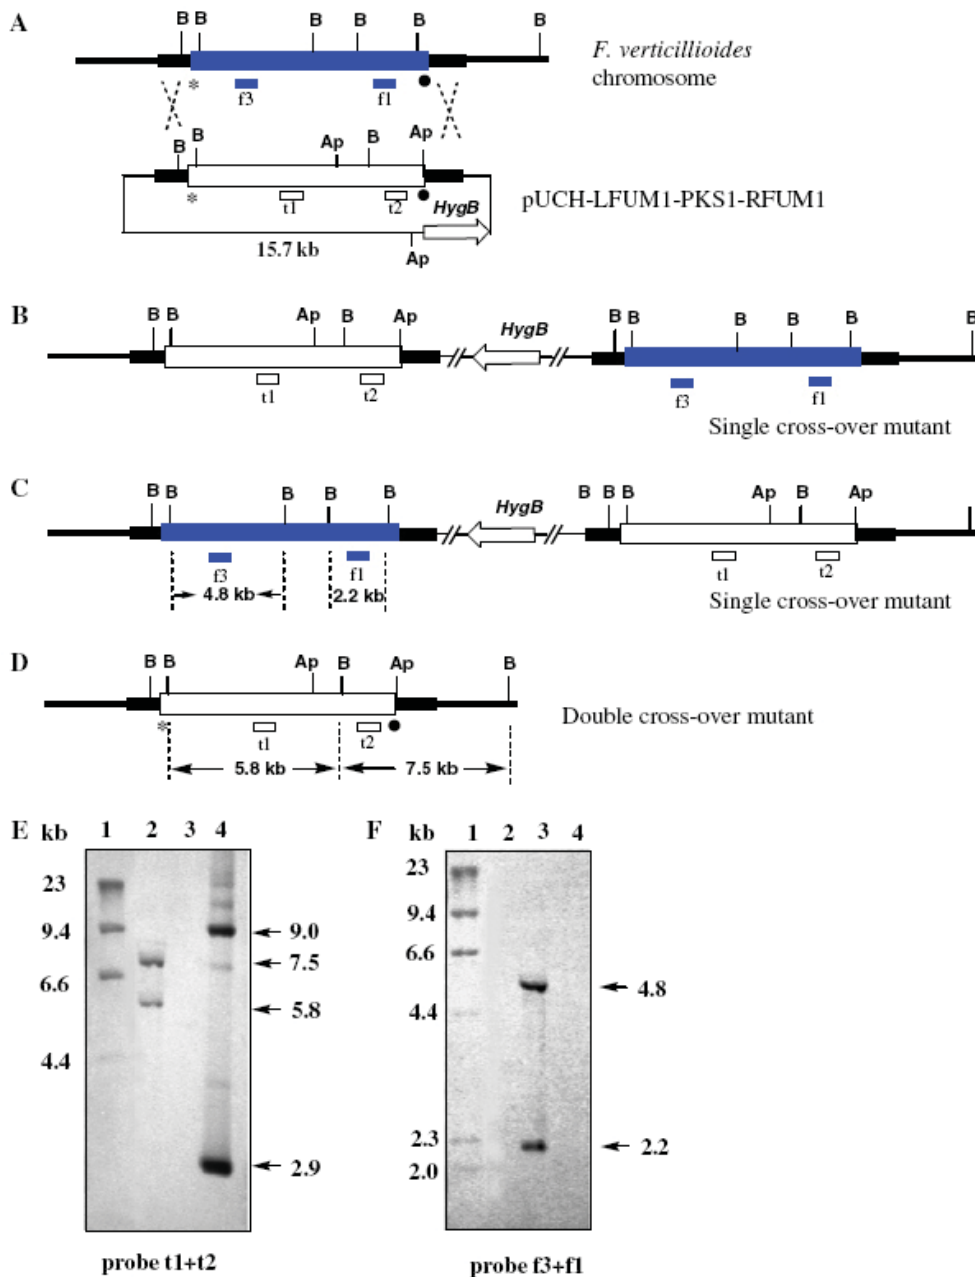 A
B B B B B B
F. verticillioides
chromosome
*
f3 f1
B B Ap B Ap
t1 t2
*
HygB
pUCH-LFUM1-PKS1-RFUM1
15.7 kb
Ap
B
B B Ap B Ap
HygB
B B B B B B
t1 t2
f3 f1
Single cross-over mutant
C
B B B B B
HygB
B B B Ap B Ap B
f3 f1
4.8 kb 2.2 kb
t1 t2
Single cross-over mutant
D
B B Ap B Ap B
Double cross-over mutant
*
t1 t2
5.8 kb 7.5 kb
E kb 1 2 3 4
23
9.4
6.6
4.4
9.0
7.5
5.8
2.9
probe t1+t2
F kb 1 2 3 4
23
9.4
6.6
4.4
2.3
2.0
4.8
2.2
probe f3+f1